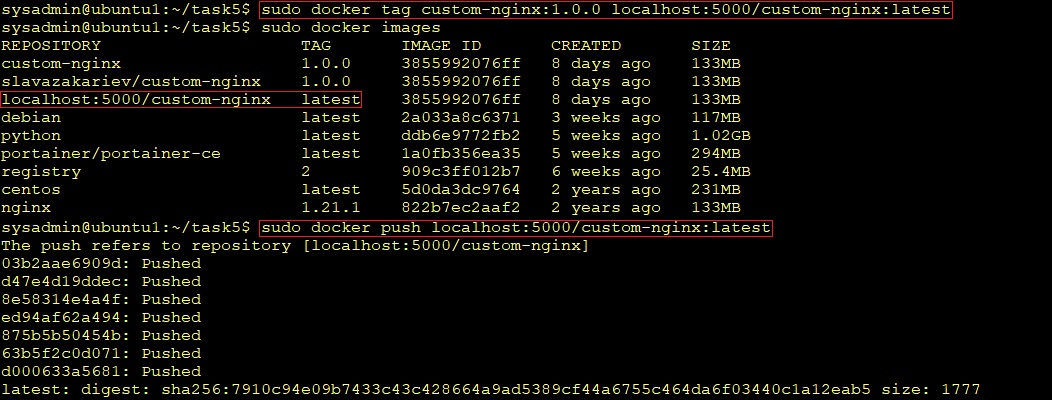 sysadmin@ubuntu1:~/task5$ sudo docker tag custom-nginx:1.0.0 localhost:5000/custom-nginx:latest
sysadmin@ubuntu1:~/task5$ sudo docker images
REPOSITORY TAG IMAGE ID CREATED SIZE
custom-nginx 1.0.0 3855992076ff 8 days ago 133MB
slavazakariev/custom-nginx 1.0.0 3855992076ff 8 days ago 133MB
localhost:5000/custom-nginx latest 3855992076ff 8 days ago 133MB
debian latest 2a033a8c6371 3 weeks ago 117MB
python latest ddb6e9772fb2 5 weeks ago 1.02GB
portainer/portainer-ce latest 1a0fb356ea35 5 weeks ago 294MB
registry 2 909c3ff012b7 6 weeks ago 25.4MB
centos latest 5d0da3dc9764 2 years ago 231MB
nginx 1.21.1 822b7ec2aaf2 2 years ago 133MB
sysadmin@ubuntu1:~/task5$ sudo docker push localhost:5000/custom-nginx:latest
The push refers to repository [localhost:5000/custom-nginx]
03b2aae6909d: Pushed
d47e4d19ddec: Pushed
8e58314e4a4f: Pushed
ed94af62a494: Pushed
875b5b50454b: Pushed
63b5f2c0d071: Pushed
d000633a5681: Pushed
latest: digest: sha256:7910c94e09b7433c43c428664a9ad5389cf44a6755c464da6f03440c1a12eab5 size: 1777